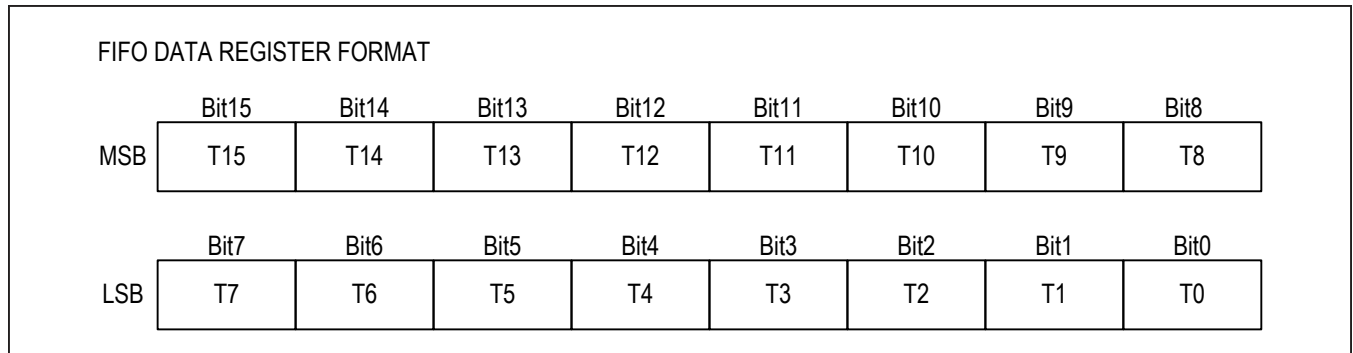 FIFO DATA REGISTER FORMAT
Bit15 Bit14 Bit13 Bit12 Bit11 Bit10 Bit9 Bit8
MSB T15 T14 T13 T12 T11 T10 T9 T8
Bit7 Bit6 Bit5 Bit4 Bit3 Bit2 Bit1 Bit0
LSB T7 T6 T5 T4 T3 T2 T1 T0